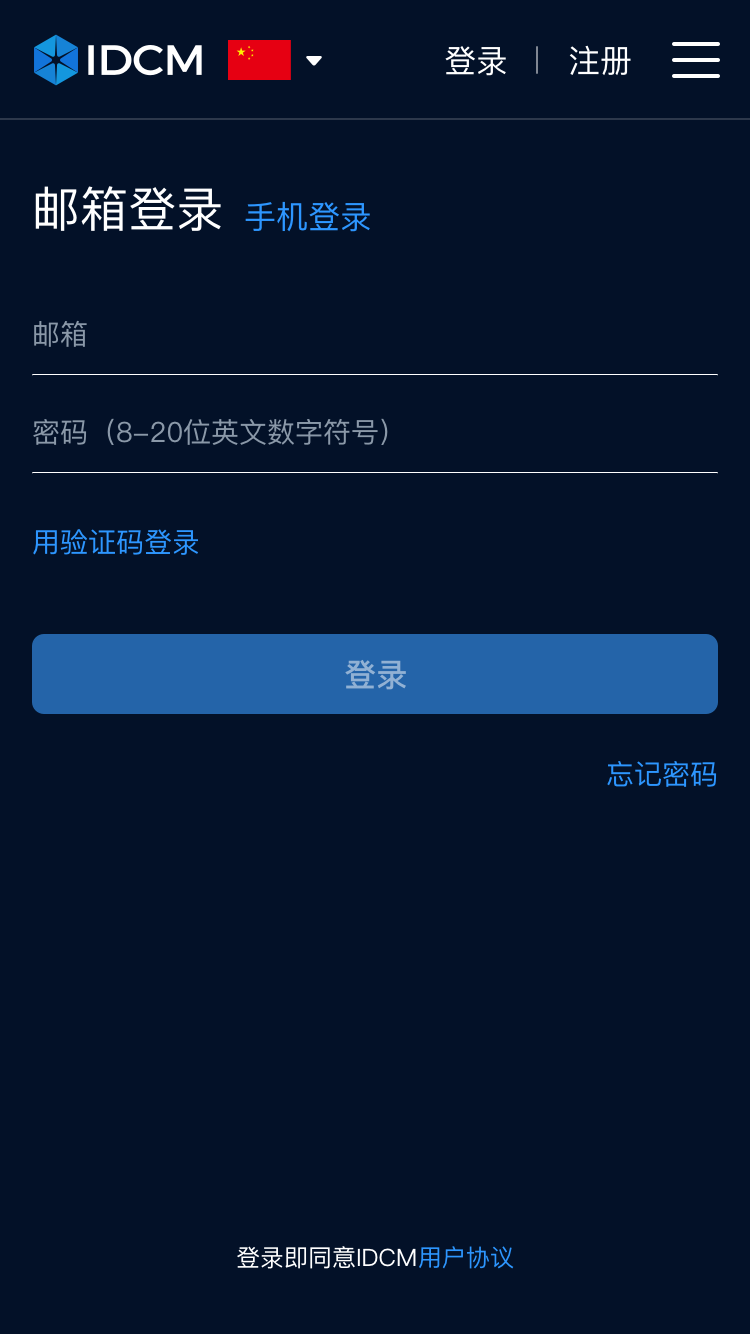 IDCM 登录 注册
邮箱登录 手机登录
邮箱
密码（8-20位英文数字符号）
用验证码登录
登录
忘记密码
登录即同意IDCM用户协议